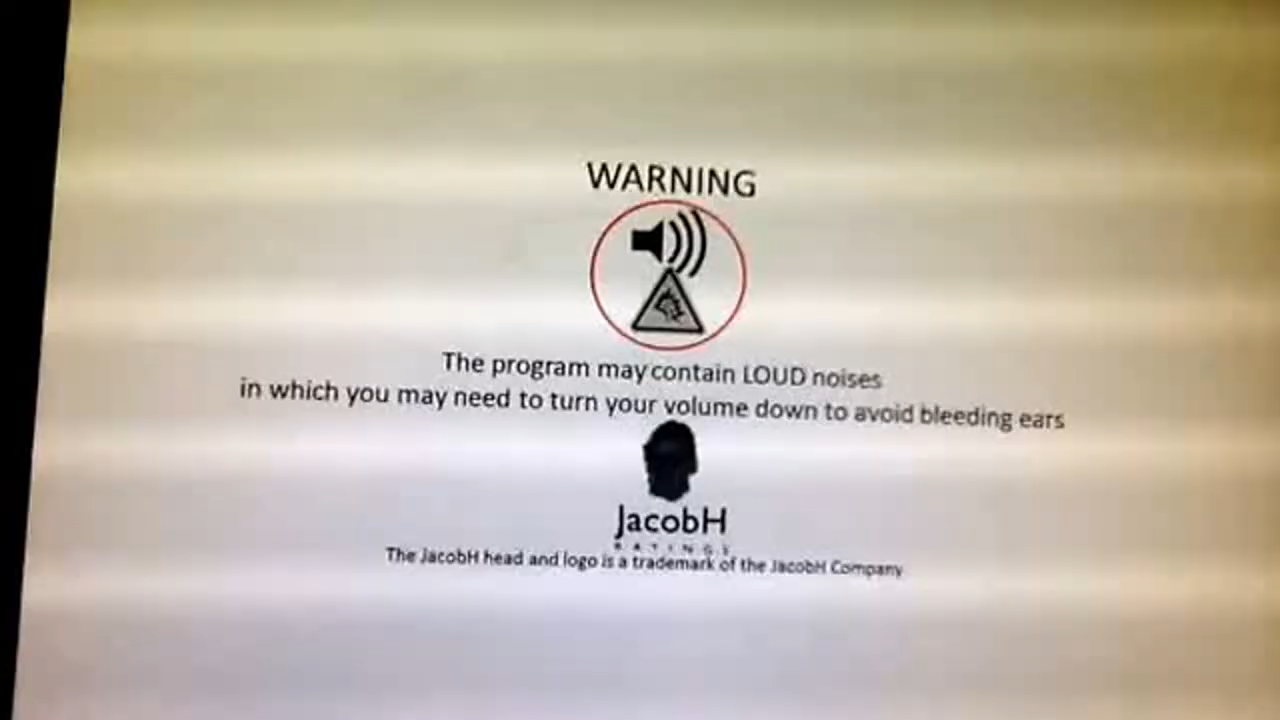 WARNING
The program may contain LOUD noises
in which you may need to turn your volume down to avoid bleeding ears
JacobH
RATINGS
The JacobH head and logo is a trademark of the JacobH Company